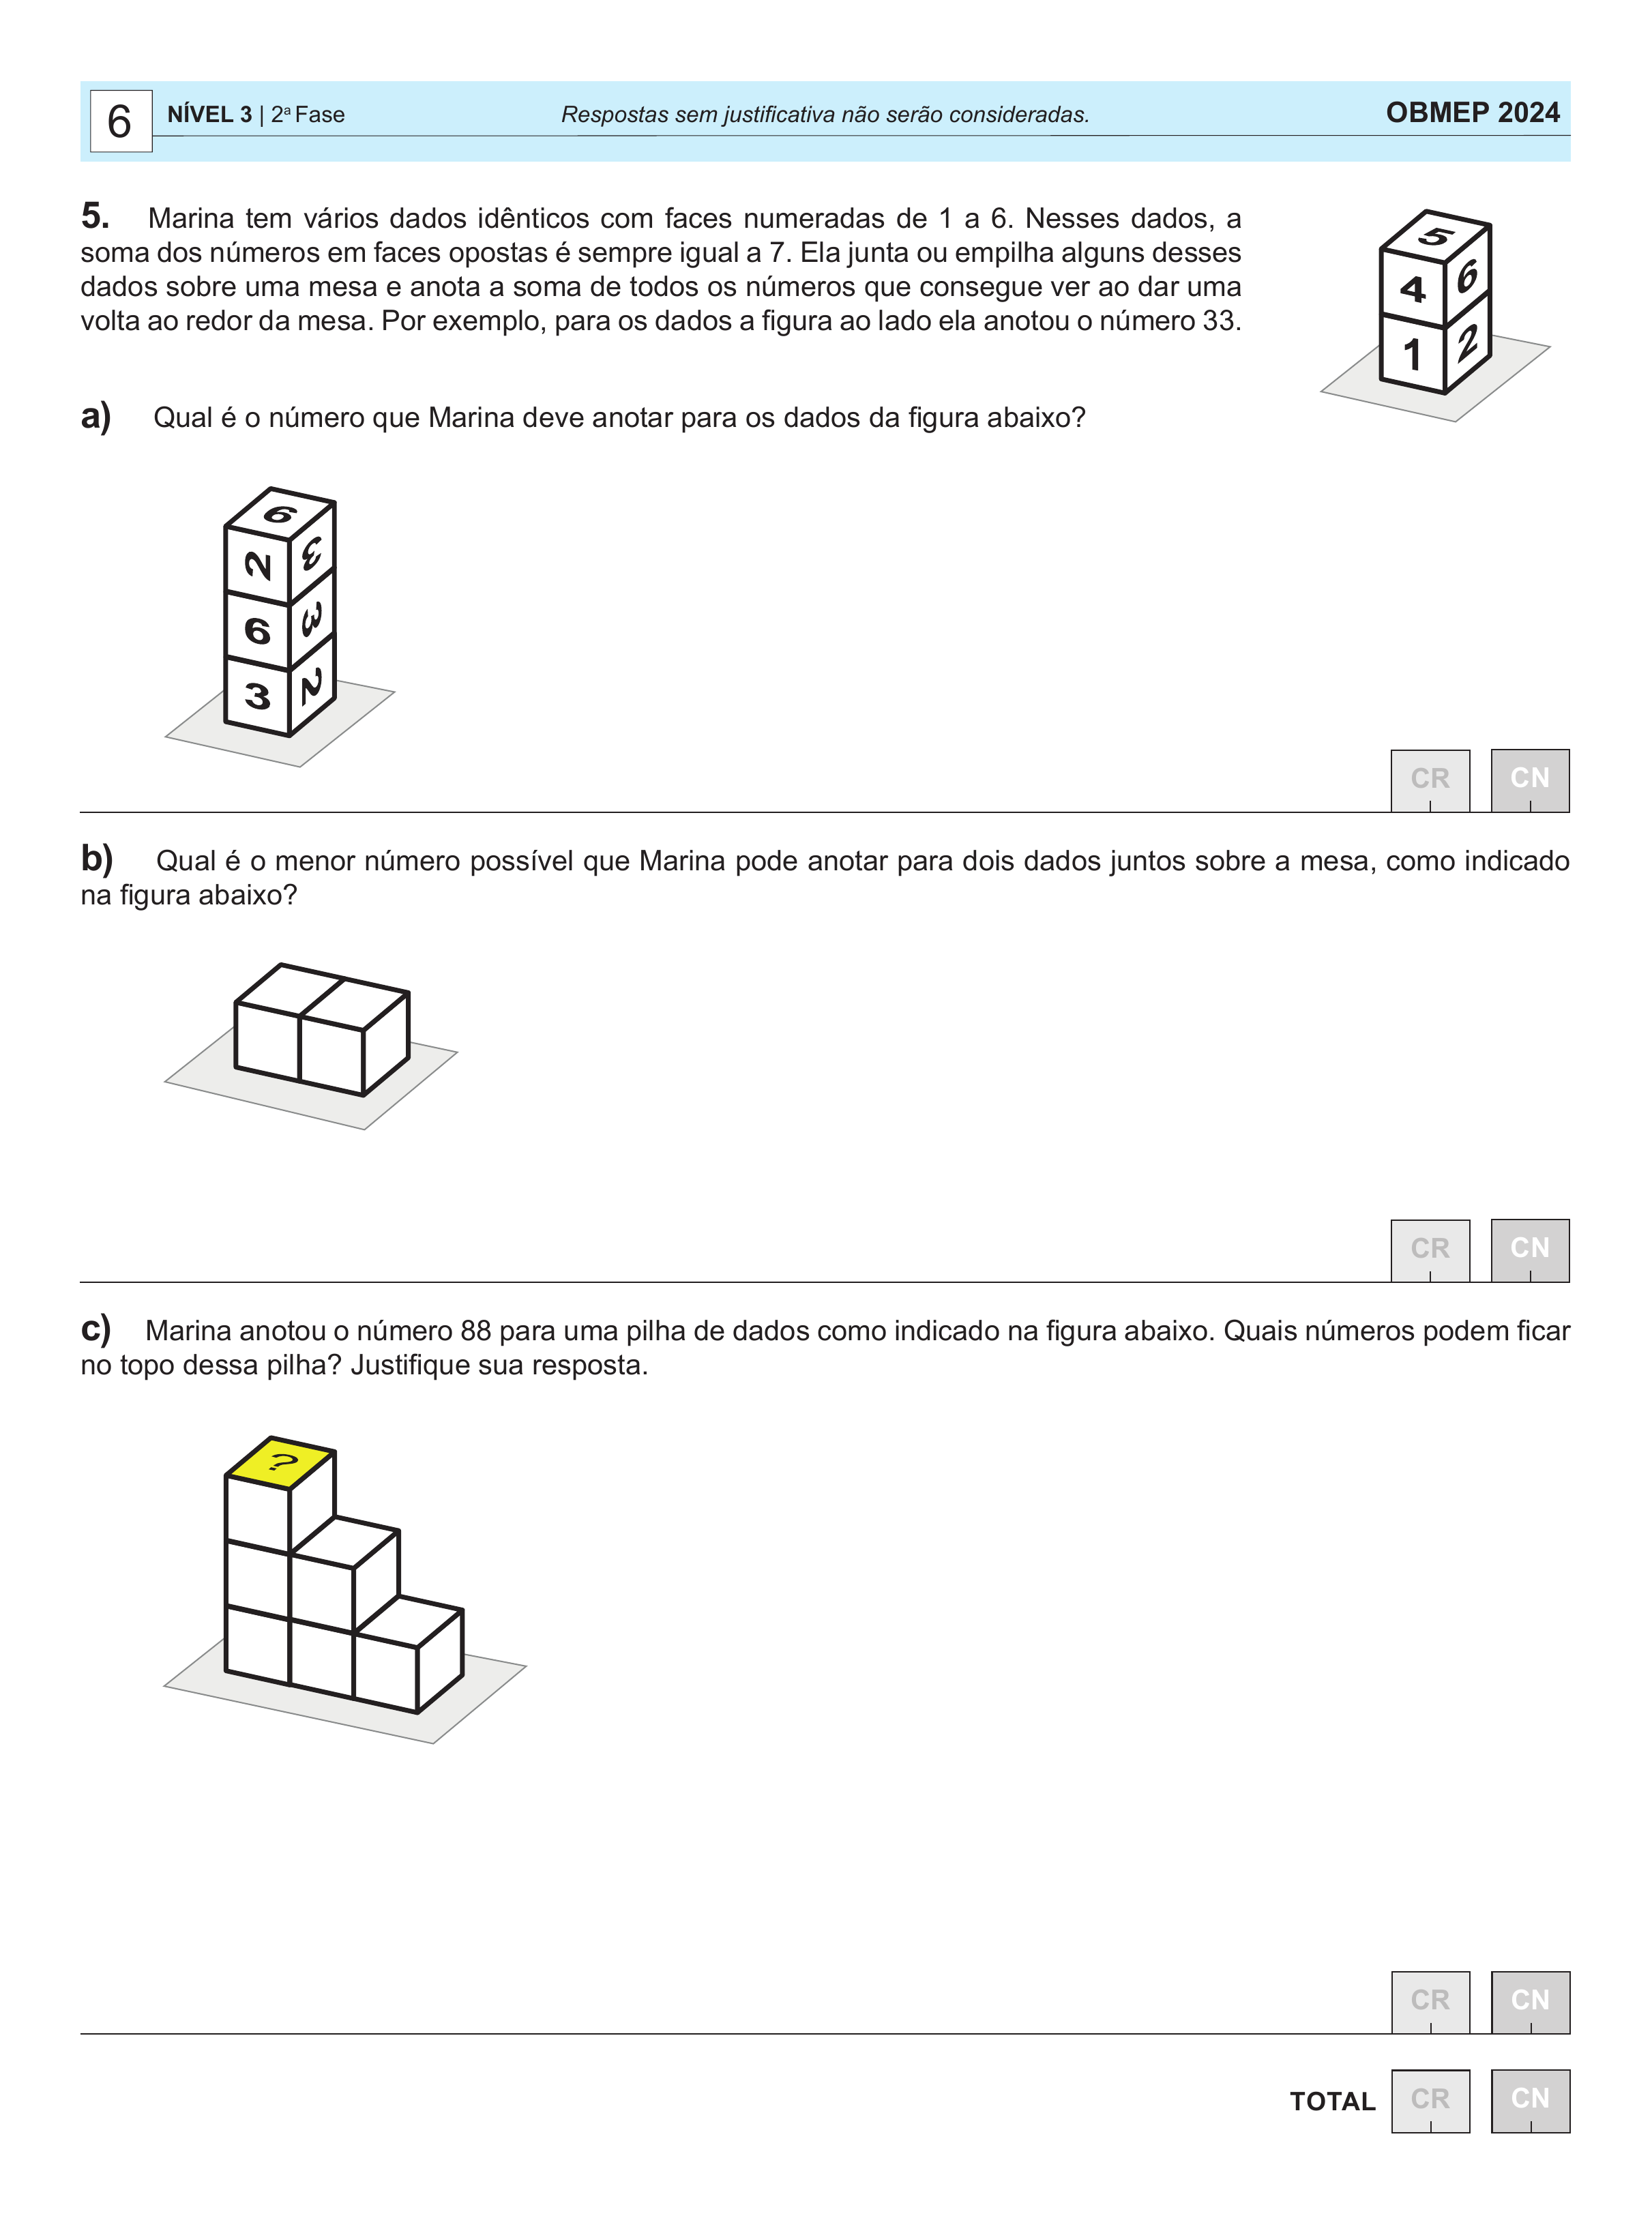 6 NÍVEL 3 | 2ª Fase Respostas sem justificativa não serão consideradas. OBMEP 2024
5. Marina tem vários dados idênticos com faces numeradas de 1 a 6. Nesses dados, a
soma dos números em faces opostas é sempre igual a 7. Ela junta ou empilha alguns desses
dados sobre uma mesa e anota a soma de todos os números que consegue ver ao dar uma
volta ao redor da mesa. Por exemplo, para os dados a figura ao lado ela anotou o número 33.
5
4 6
1 2
a) Qual é o número que Marina deve anotar para os dados da figura abaixo?
6
2 3
6 3
3 2
CR CN
b) Qual é o menor número possível que Marina pode anotar para dois dados juntos sobre a mesa, como indicado
na figura abaixo?
CR CN
c) Marina anotou o número 88 para uma pilha de dados como indicado na figura abaixo. Quais números podem ficar
no topo dessa pilha? Justifique sua resposta.
?
CR CN
TOTAL CR CN